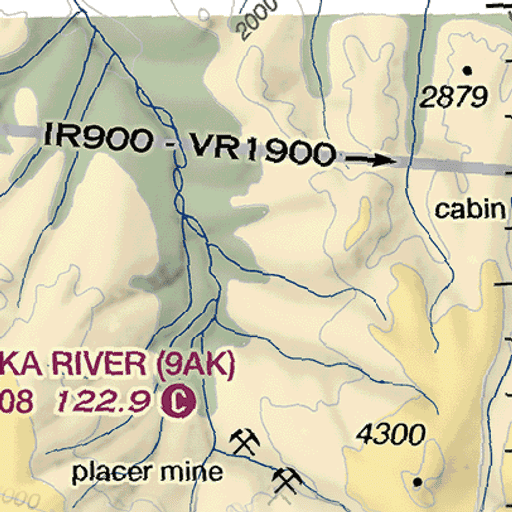 2000
2879
IR900 - VR1900
cabin
KA RIVER (9AK)
08 122.9 C
4300
placer mine